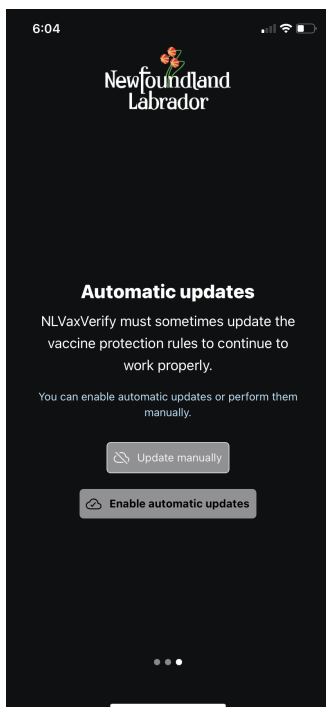 6:04
Newfoundland
Labrador
Automatic updates
NLVaxVerify must sometimes update the
vaccine protection rules to continue to
work properly.
You can enable automatic updates or perform them
manually.
Update manually
Enable automatic updates